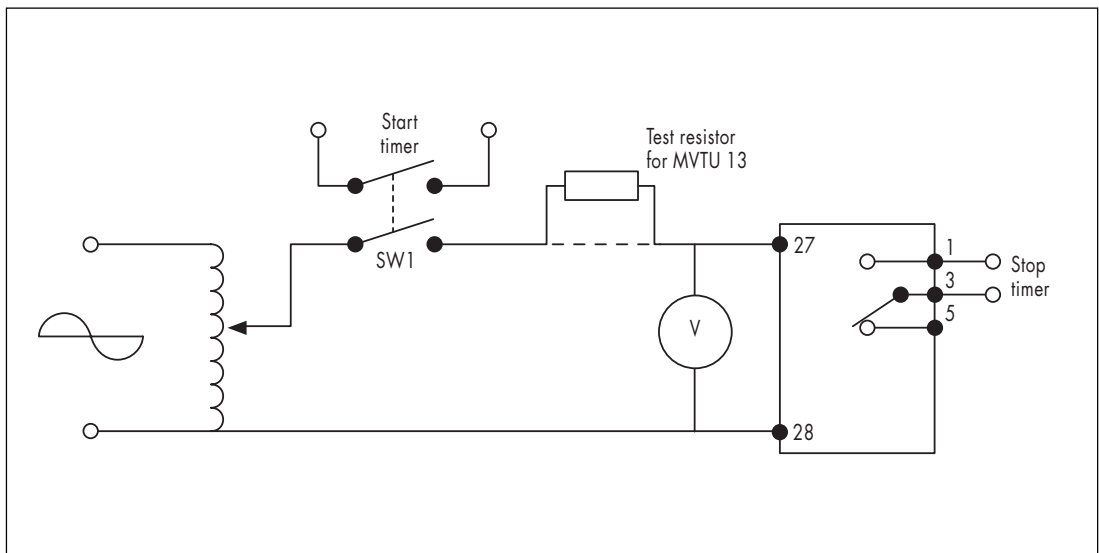 Start
timer
Test resistor
for MVTU 13
SW1
27
1
Stop
timer
3
5
V
28